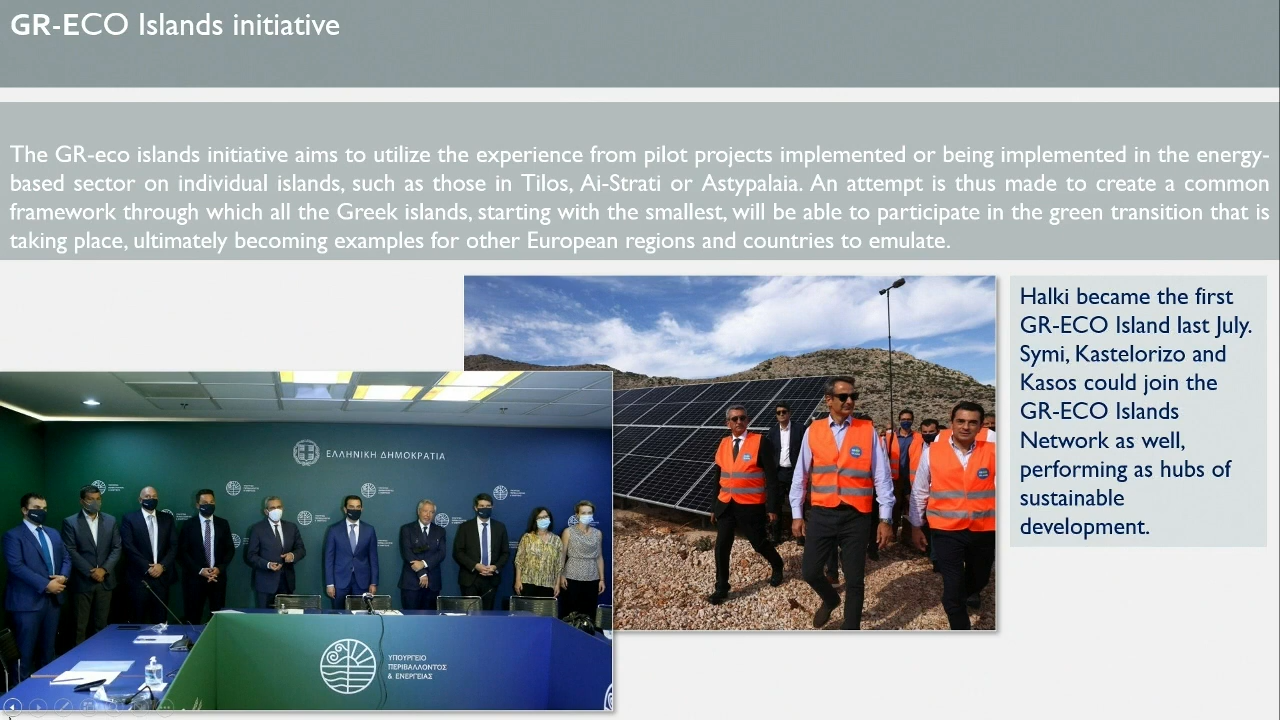 GR-ECO Islands initiative
The GR-eco islands initiative aims to utilize the experience from pilot projects implemented or being implemented in the energy-
based sector on individual islands, such as those in Tilos, Ai-Strati or Astypalaia. An attempt is thus made to create a common
framework through which all the Greek islands, starting with the smallest, will be able to participate in the green transition that is
taking place, ultimately becoming examples for other European regions and countries to emulate.
Halki became the first
GR-ECO Island last July.
Symi, Kastelorizo and
Kasos could join the
GR-ECO Islands
Network as well,
performing as hubs of
sustainable
development.
ΕΛΛΗΝΙΚΗ ΔΗΜΟΚΡΑΤΙΑ
ΥΠΟΥΡΓΕΙΟ
ΠΕΡΙΒΑΛΛΟΝΤΟΣ
& ΕΝΕΡΓΕΙΑΣ